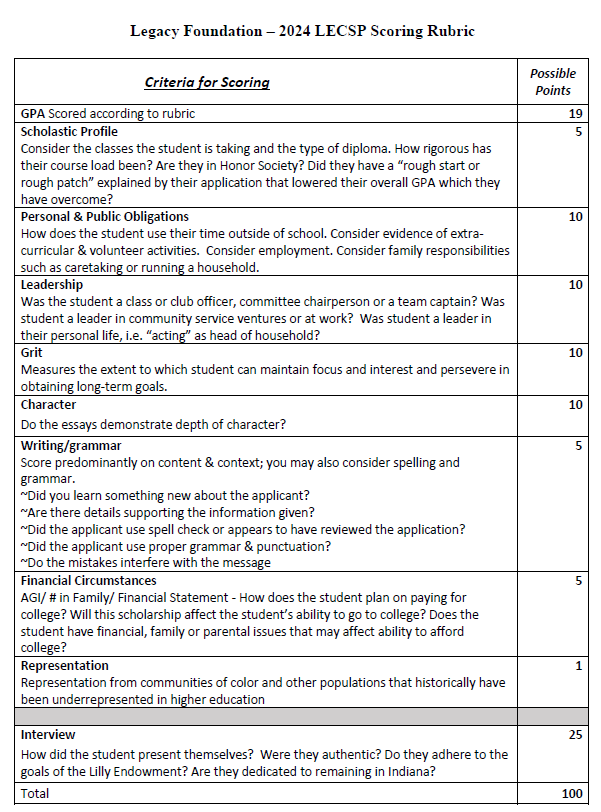 Legacy Foundation – 2024 LECSP Scoring Rubric
Criteria for Scoring
Possible
Points
GPA Scored according to rubric 19
Scholastic Profile 5
Consider the classes the student is taking and the type of diploma. How rigorous has
their course load been? Are they in Honor Society? Did they have a “rough start or
rough patch” explained by their application that lowered their overall GPA which they
have overcome?
Personal & Public Obligations 10
How does the student use their time outside of school. Consider evidence of extra-
curricular & volunteer activities.  Consider employment. Consider family responsibilities
such as caretaking or running a household.
Leadership 10
Was the student a class or club officer, committee chairperson or a team captain? Was
student a leader in community service ventures or at work?  Was student a leader in
their personal life, i.e. “acting” as head of household?
Grit 10
Measures the extent to which student can maintain focus and interest and persevere in
obtaining long-term goals.
Character 10
Do the essays demonstrate depth of character?
Writing/grammar 5
Score predominantly on content & context; you may also consider spelling and
grammar.
~Did you learn something new about the applicant?
~Are there details supporting the information given?
~Did the applicant use spell check or appears to have reviewed the application?
~Did the applicant use proper grammar & punctuation?
~Do the mistakes interfere with the message
Financial Circumstances 5
AGI/ # in Family/ Financial Statement - How does the student plan on paying for
college? Will this scholarship affect the student’s ability to go to college? Does the
student have financial, family or parental issues that may affect ability to afford
college?
Representation 1
Representation from communities of color and other populations that historically have
been underrepresented in higher education
Interview 25
How did the student present themselves?  Were they authentic? Do they adhere to the
goals of the Lilly Endowment? Are they dedicated to remaining in Indiana?
Total 100